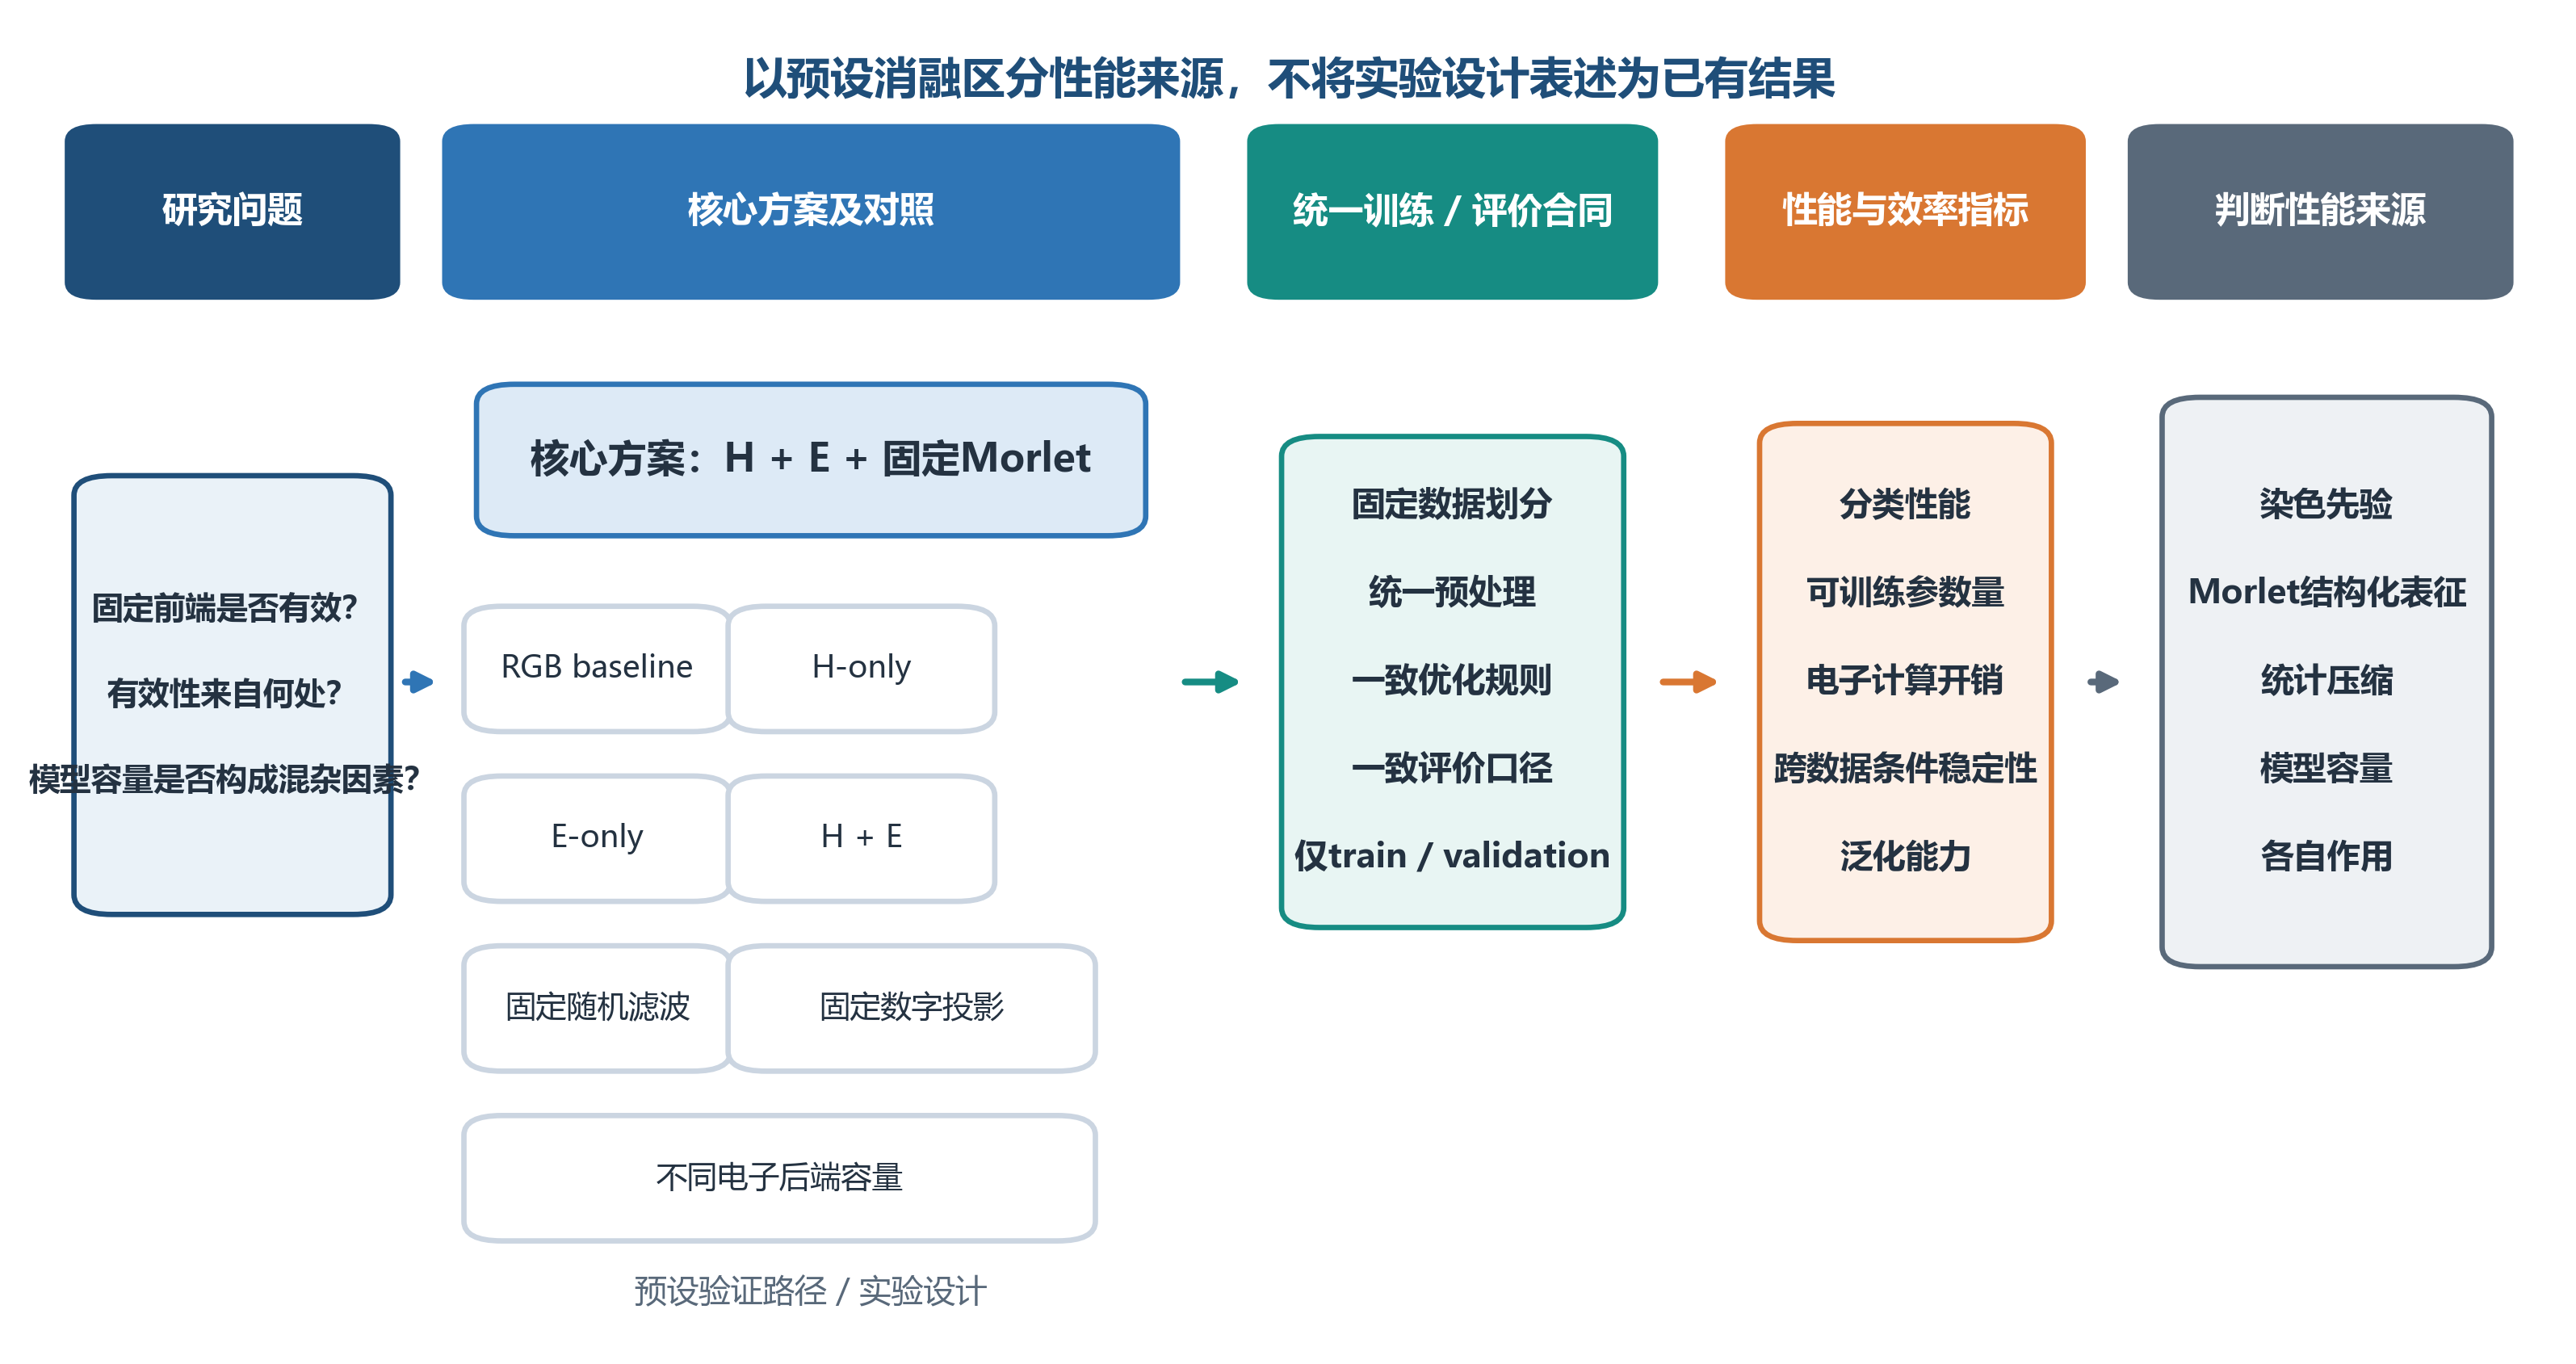 以预设消融区分性能来源，不将实验设计表述为已有结果
研究问题
核心方案及对照
统一训练 / 评价合同
性能与效率指标
判断性能来源
固定前端是否有效？
有效性来自何处？
模型容量是否构成混杂因素？
核心方案：H + E + 固定Morlet
RGB baseline
H-only
E-only
H + E
固定随机滤波
固定数字投影
不同电子后端容量
预设验证路径 / 实验设计
固定数据划分
统一预处理
一致优化规则
一致评价口径
仅train / validation
分类性能
可训练参数量
电子计算开销
跨数据条件稳定性
泛化能力
染色先验
Morlet结构化表征
统计压缩
模型容量
各自作用